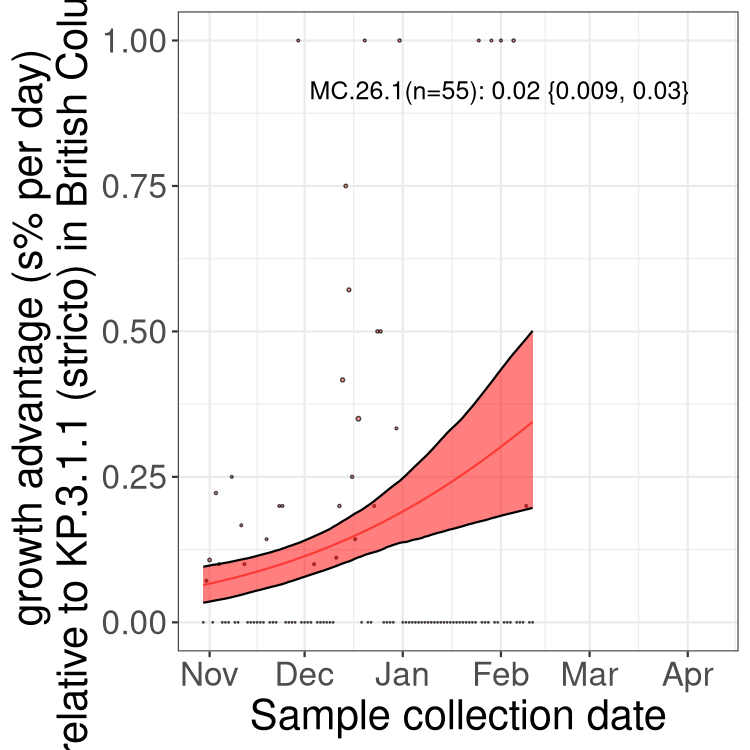 growth advantage (s% per day)
relative to KP.3.1.1 (stricto) in British Colu
1.00
0.75
0.50
0.25
0.00
MC.26.1(n=55): 0.02 {0.009, 0.03}
Nov Dec Jan Feb Mar Apr
Sample collection date